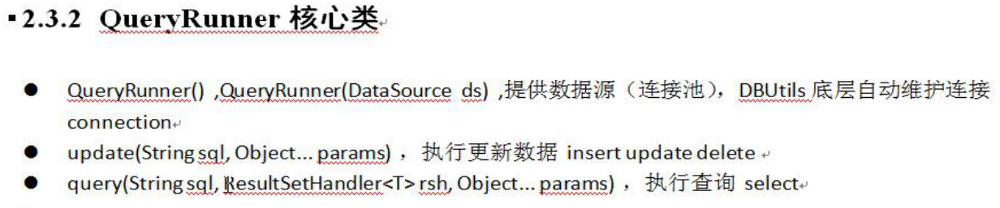 2.3.2 QueryRunner 核心类
● QueryRunner() ,QueryRunner(DataSource ds) ,提供数据源（连接池），DBUtils 底层自动维护连接
connection
● update(String sql, Object... params) ，执行更新数据 insert update delete
● query(String sql, ResultSetHandler<T> rsh, Object... params) ，执行查询 select